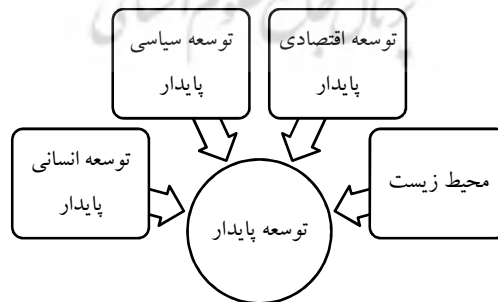 توسعه اقتصادی
پایدار
توسعه سیاسی
پایدار
محیط زیست
توسعه انسانی
پایدار
توسعه پایدار